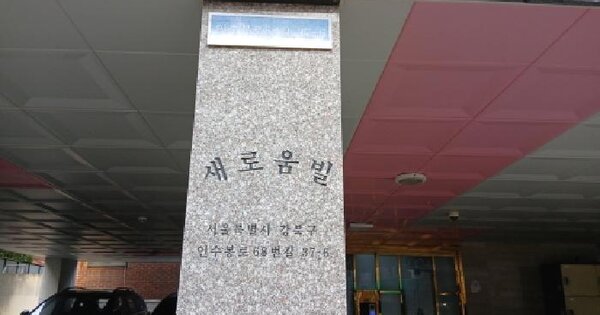 새로움빌
서울특별시 강북구
인수봉로 68번길 37-6